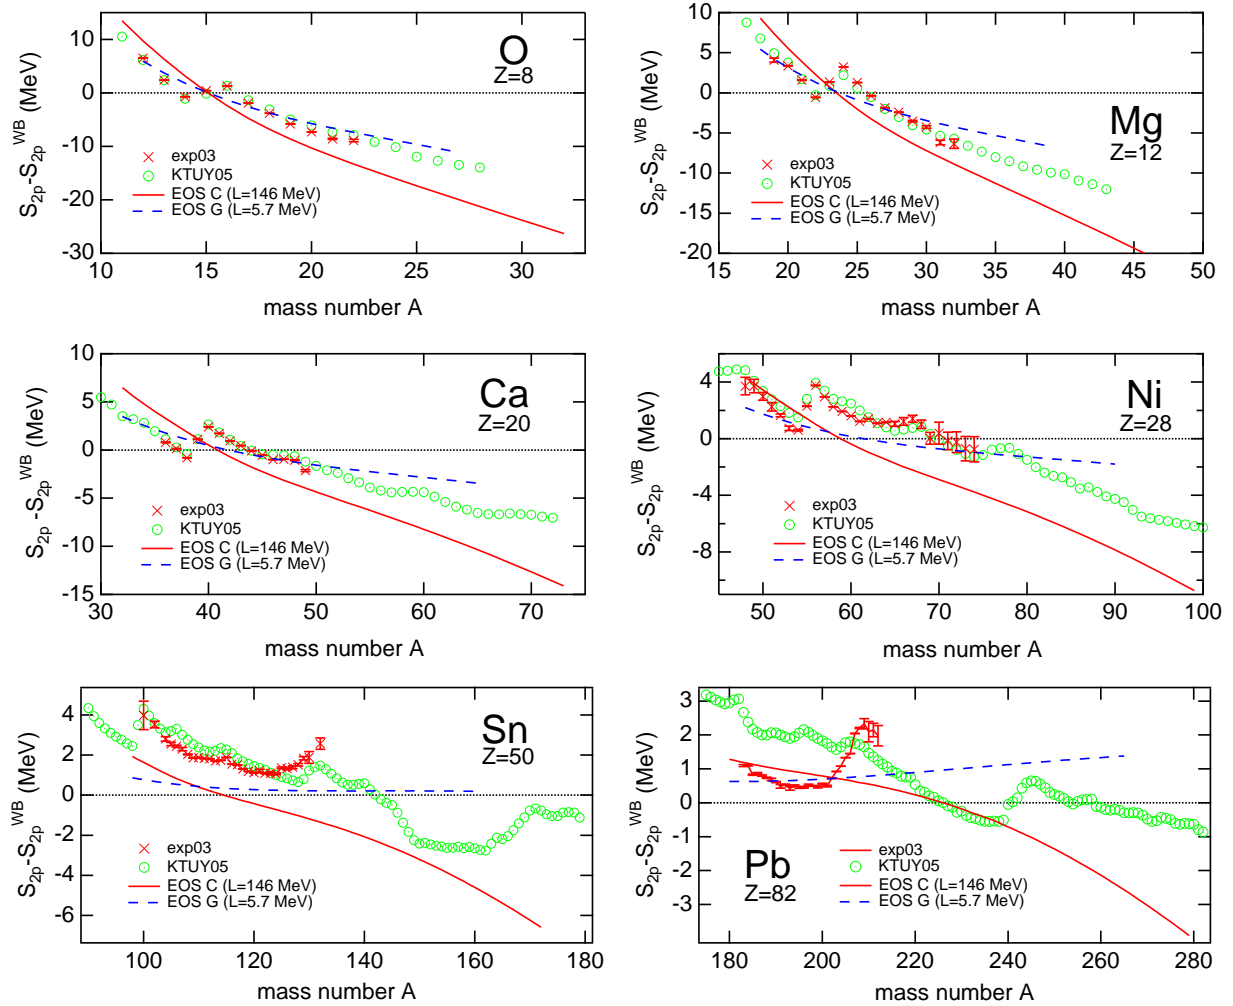 O
Z=8
S2p-S2pWB (MeV)
10
0
-10
-20
-30
exp03
KTUY05
EOS C (L=146 MeV)
EOS G (L=5.7 MeV)
10
15
20
25
30
mass number A
Mg
Z=12
S2p-S2pWB (MeV)
10
5
0
-5
-10
-15
-20
exp03
KTUY05
EOS C (L=146 MeV)
EOS G (L=5.7 MeV)
15
20
25
30
35
40
45
50
mass number A
Ca
Z=20
S2p-S2pWB (MeV)
10
5
0
-5
-10
-15
exp03
KTUY05
EOS C (L=146 MeV)
EOS G (L=5.7 MeV)
30
40
50
60
70
mass number A
Ni
Z=28
S2p-S2pWB (MeV)
4
0
-4
-8
exp03
KTUY05
EOS C (L=146 MeV)
EOS G (L=5.7 MeV)
50
60
70
80
90
100
mass number A
Sn
Z=50
S2p-S2pWB (MeV)
4
2
0
-2
-4
-6
exp03
KTUY05
EOS C (L=146 MeV)
EOS G (L=5.7 MeV)
100
120
140
160
180
mass number A
Pb
Z=82
S2p-S2pWB (MeV)
3
2
1
0
-1
-2
-3
exp03
KTUY05
EOS C (L=146 MeV)
EOS G (L=5.7 MeV)
180
200
220
240
260
280
mass number A